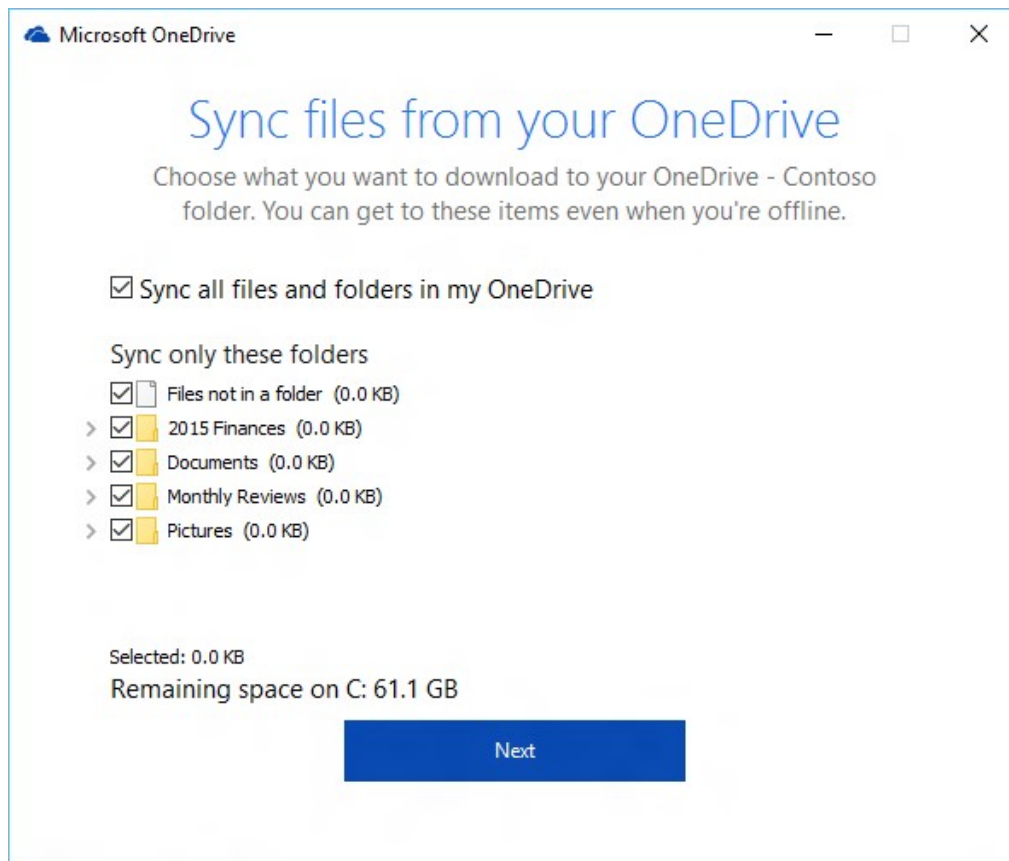 Microsoft OneDrive
Sync files from your OneDrive
Choose what you want to download to your OneDrive - Contoso
folder. You can get to these items even when you're offline.
Sync all files and folders in my OneDrive
Sync only these folders
Files not in a folder (0.0 KB)
2015 Finances (0.0 KB)
Documents (0.0 KB)
Monthly Reviews (0.0 KB)
Pictures (0.0 KB)
Selected: 0.0 KB
Remaining space on C: 61.1 GB
Next